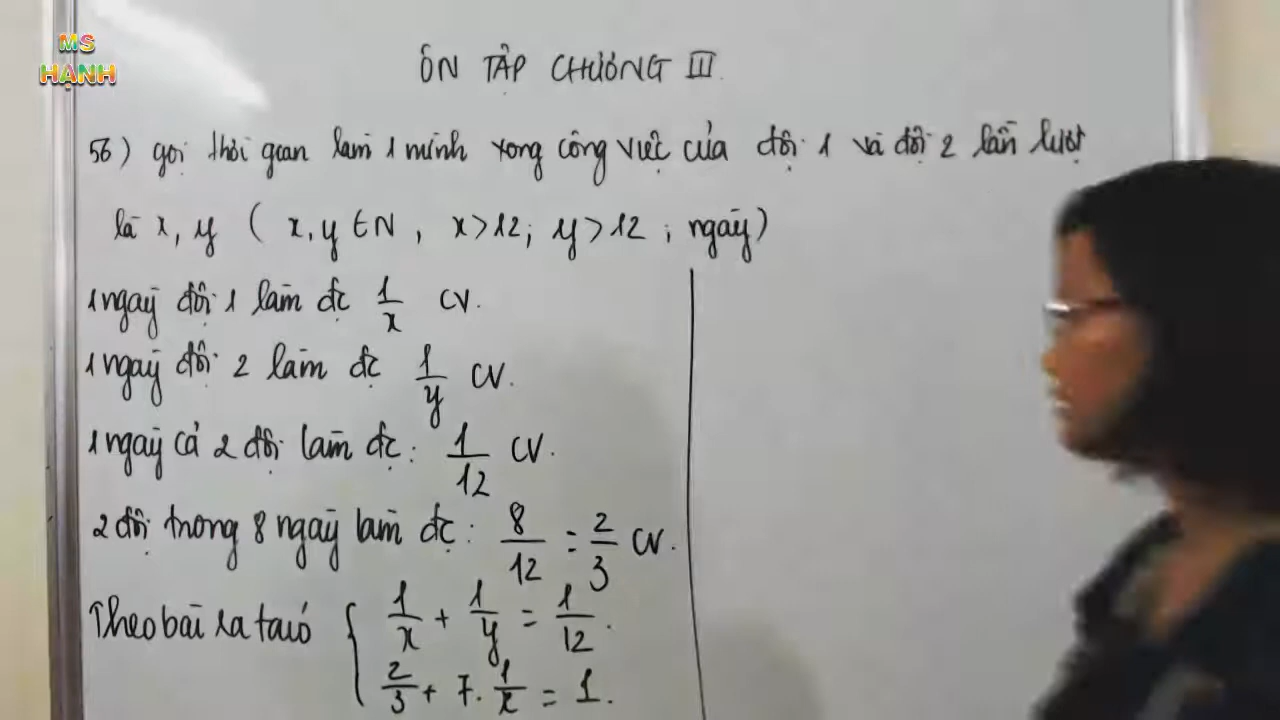 MS
HẠNH
ÔN TẬP CHƯƠNG III.
56) gọi thời gian làm 1 mình xong công việc của đội 1 và đội 2 lần lượt
là x, y ( x, y ∈ N , x > 12 ; y > 12 ; ngày)
1 ngày đội 1 làm đc 1/x CV.
1 ngày đội 2 làm đc 1/y CV.
1 ngày cả 2 đội làm đc : 1/12 CV.
2 đội trong 8 ngày làm đc : 8/12 = 2/3 CV.
Theo bài ra ta có { 1/x + 1/y = 1/12.
2/3 + 7. 1/x = 1.